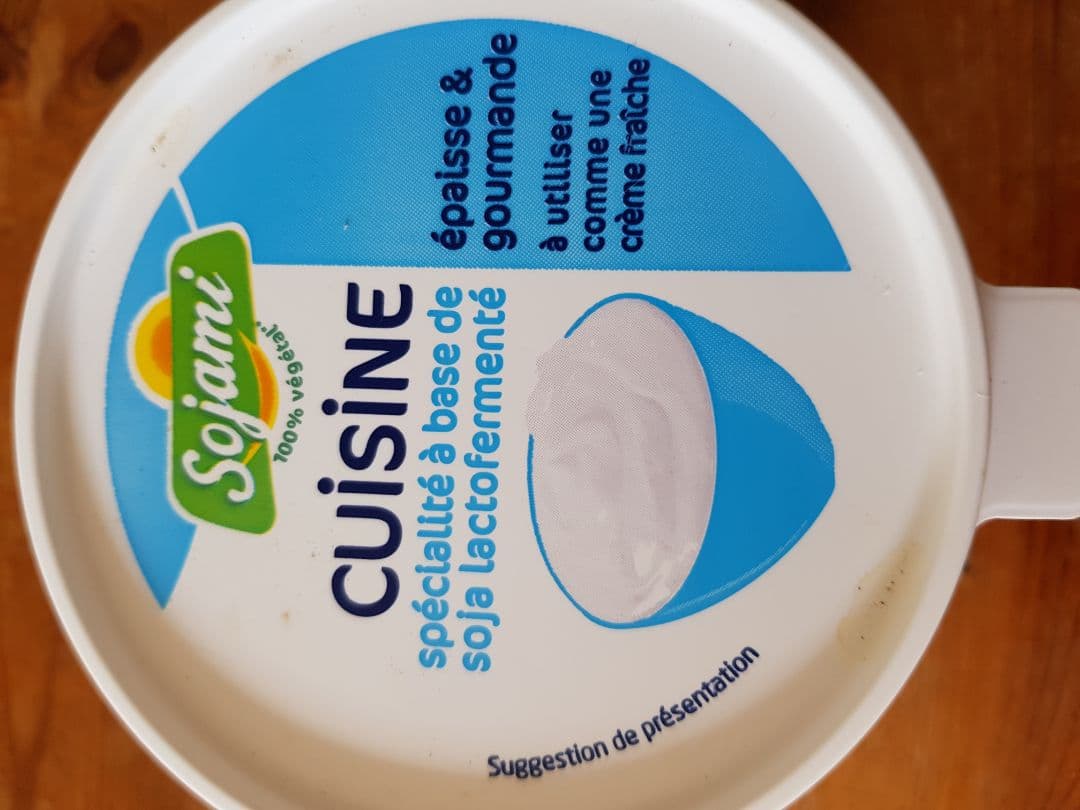 Sojami
100% végétal
CUiSiNE
spécialité à base de
soja lactofermenté
épaisse &
gourmande
à utiliser
comme une
crème fraîche
Suggestion de présentation